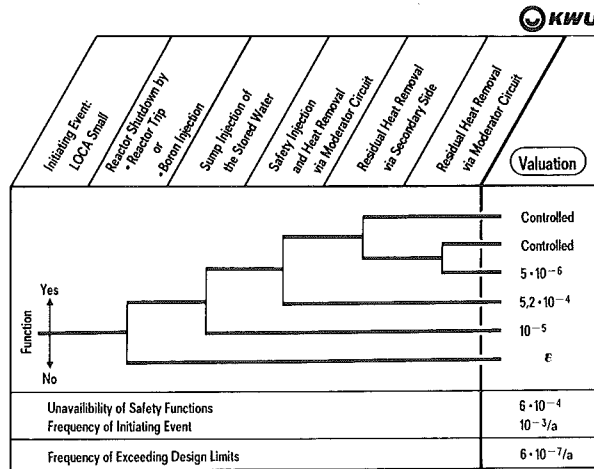 KWU
Initiating Event:
LOCA Small
Reactor Shutdown by
• Reactor Trip
or
• Boron Injection
Sump Injection of
the Stored Water
Safety Injection
and Heat Removal
via Moderator Circuit
Residual Heat Removal
via Secondary Side
Residual Heat Removal
via Moderator Circuit
Valuation
Controlled
Controlled
5 • 10⁻⁶
5,2 • 10⁻⁴
10⁻⁵
ε
Function
Yes
No
Unavailibility of Safety Functions 6 • 10⁻⁴
Frequency of Initiating Event 10⁻³/a
Frequency of Exceeding Design Limits 6 • 10⁻⁷/a